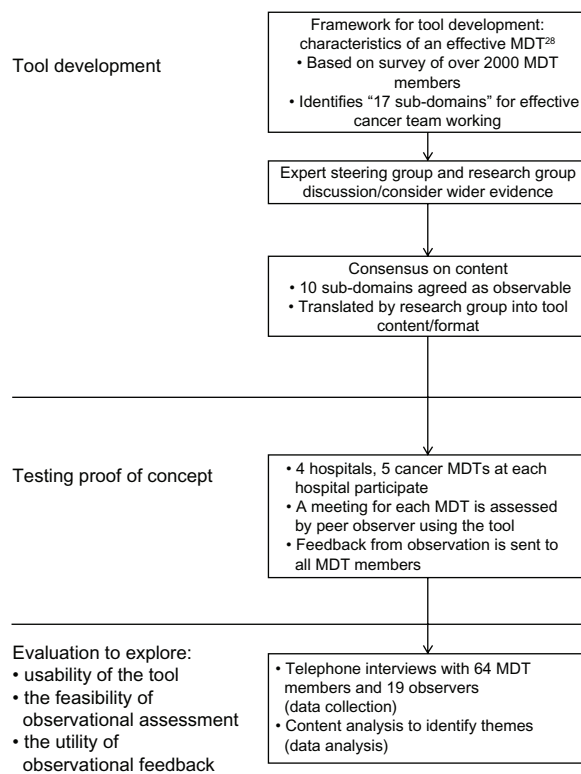 Tool development
Framework for tool development:
characteristics of an effective MDT²⁸
• Based on survey of over 2000 MDT
members
• Identifies “17 sub-domains” for effective
cancer team working
Expert steering group and research group
discussion/consider wider evidence
Consensus on content
• 10 sub-domains agreed as observable
• Translated by research group into tool
content/format
Testing proof of concept
• 4 hospitals, 5 cancer MDTs at each
hospital participate
• A meeting for each MDT is assessed
by peer observer using the tool
• Feedback from observation is sent to
all MDT members
Evaluation to explore:
• usability of the tool
• the feasibility of
observational assessment
• the utility of
observational feedback
• Telephone interviews with 64 MDT
members and 19 observers
(data collection)
• Content analysis to identify themes
(data analysis)